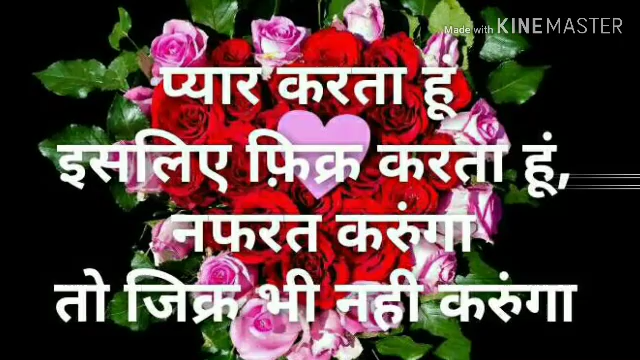 Made with KINEMASTER
प्यार करता हूं
इसलिए फ़िक्र करता हूं,
नफरत करुंगा
तो जिक्र भी नही करुंगा